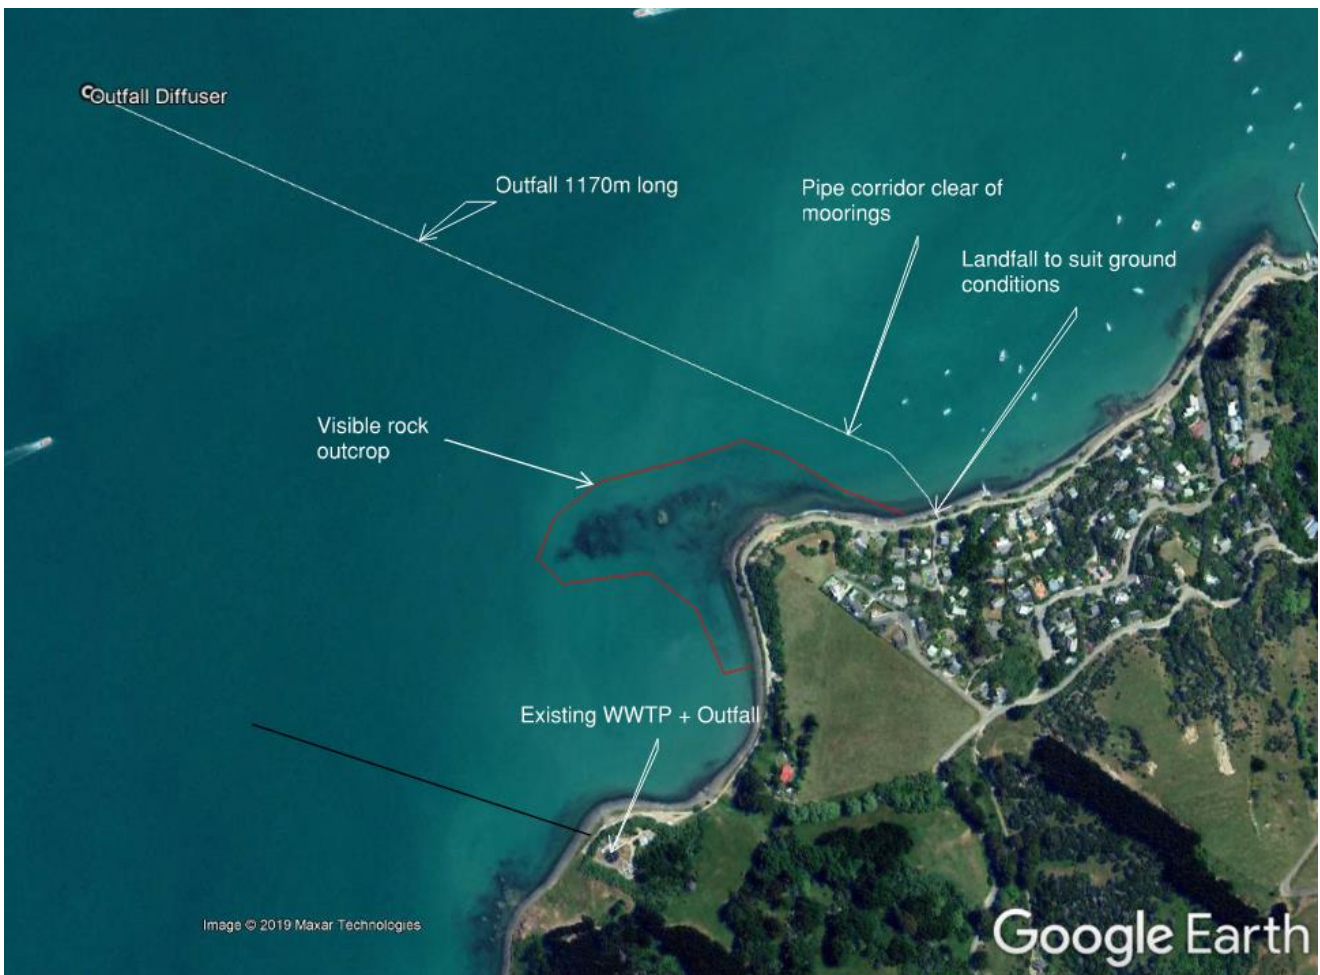 Outfall Diffuser
Outfall 1170m long
Pipe corridor clear of
moorings
Landfall to suit ground
conditions
Visible rock
outcrop
Existing WWTP + Outfall
Image © 2019 Maxar Technologies
Google Earth